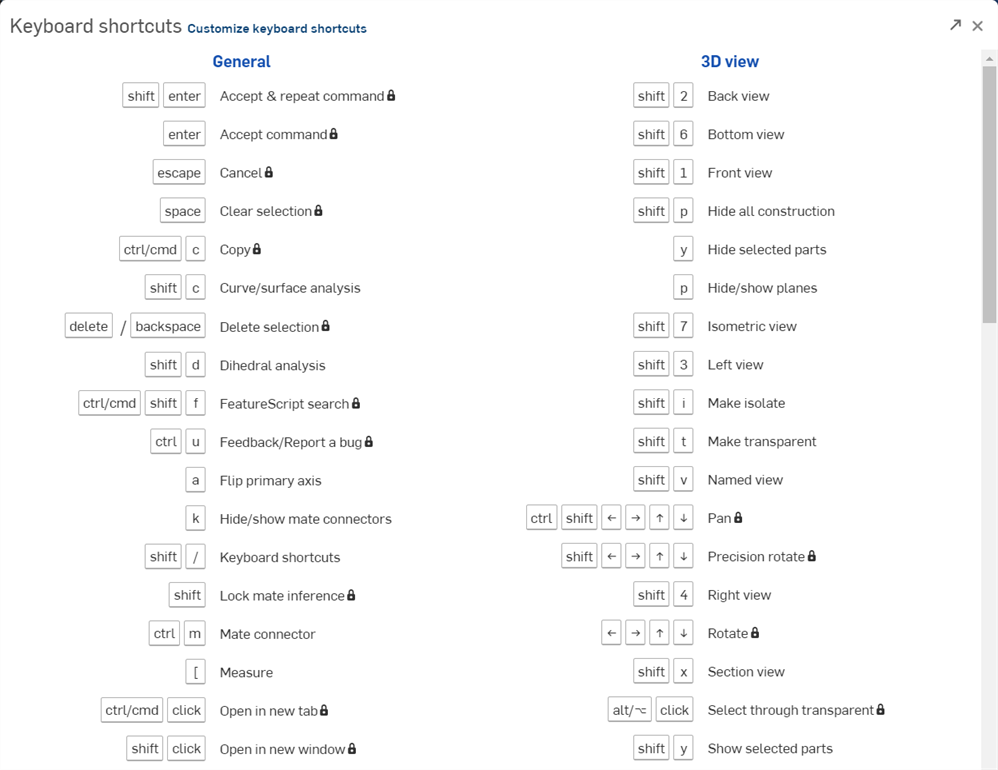 Keyboard shortcuts Customize keyboard shortcuts
General
shift enter Accept & repeat command
enter Accept command
escape Cancel
space Clear selection
ctrl/cmd c Copy
shift c Curve/surface analysis
delete / backspace Delete selection
shift d Dihedral analysis
ctrl/cmd shift f FeatureScript search
ctrl u Feedback/Report a bug
a Flip primary axis
k Hide/show mate connectors
shift / Keyboard shortcuts
shift Lock mate inference
ctrl m Mate connector
[ Measure
ctrl/cmd click Open in new tab
shift click Open in new window
3D view
shift 2 Back view
shift 6 Bottom view
shift 1 Front view
shift p Hide all construction
y Hide selected parts
p Hide/show planes
shift 7 Isometric view
shift 3 Left view
shift i Make isolate
shift t Make transparent
shift v Named view
ctrl shift ← → ↑ ↓ Pan
shift ← → ↑ ↓ Precision rotate
shift 4 Right view
← → ↑ ↓ Rotate
shift x Section view
alt/⌥ click Select through transparent
shift y Show selected parts